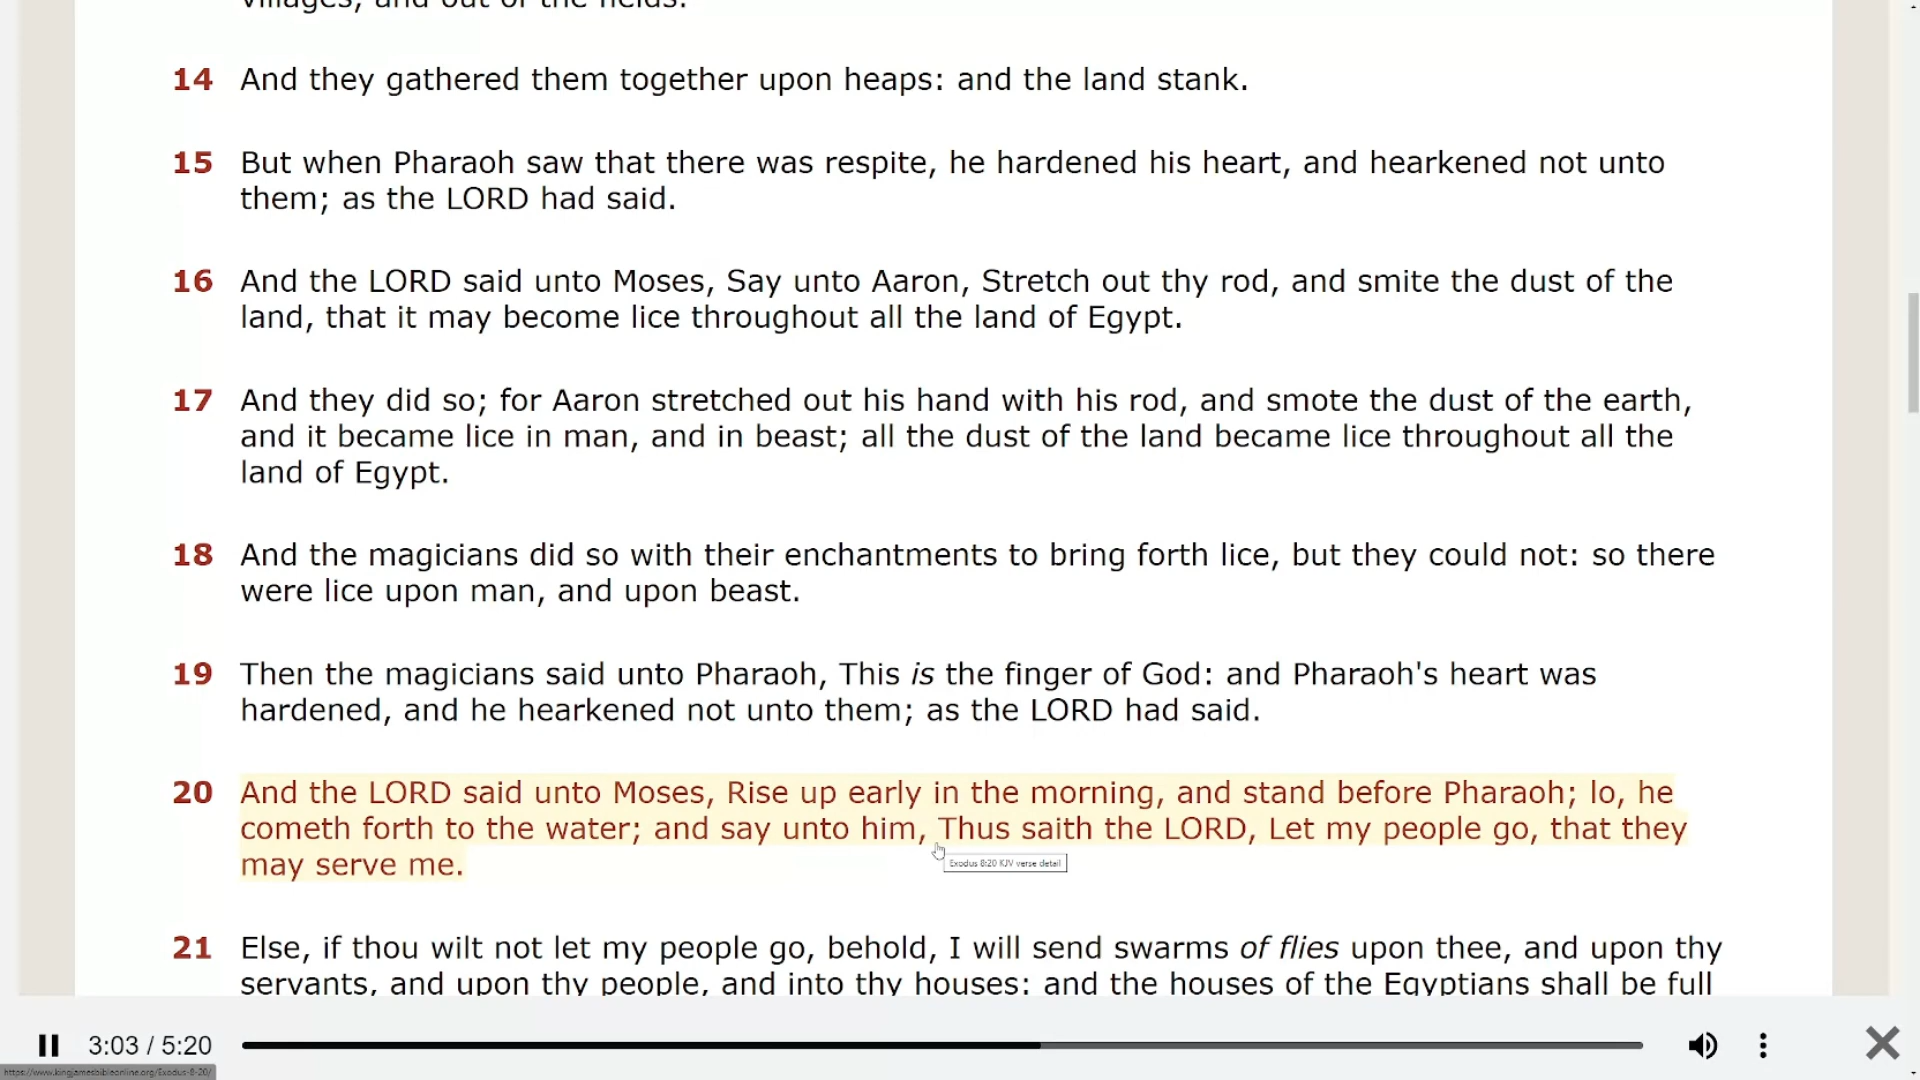 villages, and out of the fields.
14 And they gathered them together upon heaps: and the land stank.
15 But when Pharaoh saw that there was respite, he hardened his heart, and hearkened not unto
them; as the LORD had said.
16 And the LORD said unto Moses, Say unto Aaron, Stretch out thy rod, and smite the dust of the
land, that it may become lice throughout all the land of Egypt.
17 And they did so; for Aaron stretched out his hand with his rod, and smote the dust of the earth,
and it became lice in man, and in beast; all the dust of the land became lice throughout all the
land of Egypt.
18 And the magicians did so with their enchantments to bring forth lice, but they could not: so there
were lice upon man, and upon beast.
19 Then the magicians said unto Pharaoh, This is the finger of God: and Pharaoh's heart was
hardened, and he hearkened not unto them; as the LORD had said.
20 And the LORD said unto Moses, Rise up early in the morning, and stand before Pharaoh; lo, he
cometh forth to the water; and say unto him, Thus saith the LORD, Let my people go, that they
may serve me.
Exodus 8:20 KJV verse detail
21 Else, if thou wilt not let my people go, behold, I will send swarms of flies upon thee, and upon thy
servants, and upon thy people, and into thy houses: and the houses of the Egyptians shall be full
3:03 / 5:20
https://www.kingjamesbibleonline.org/Exodus-8-20/